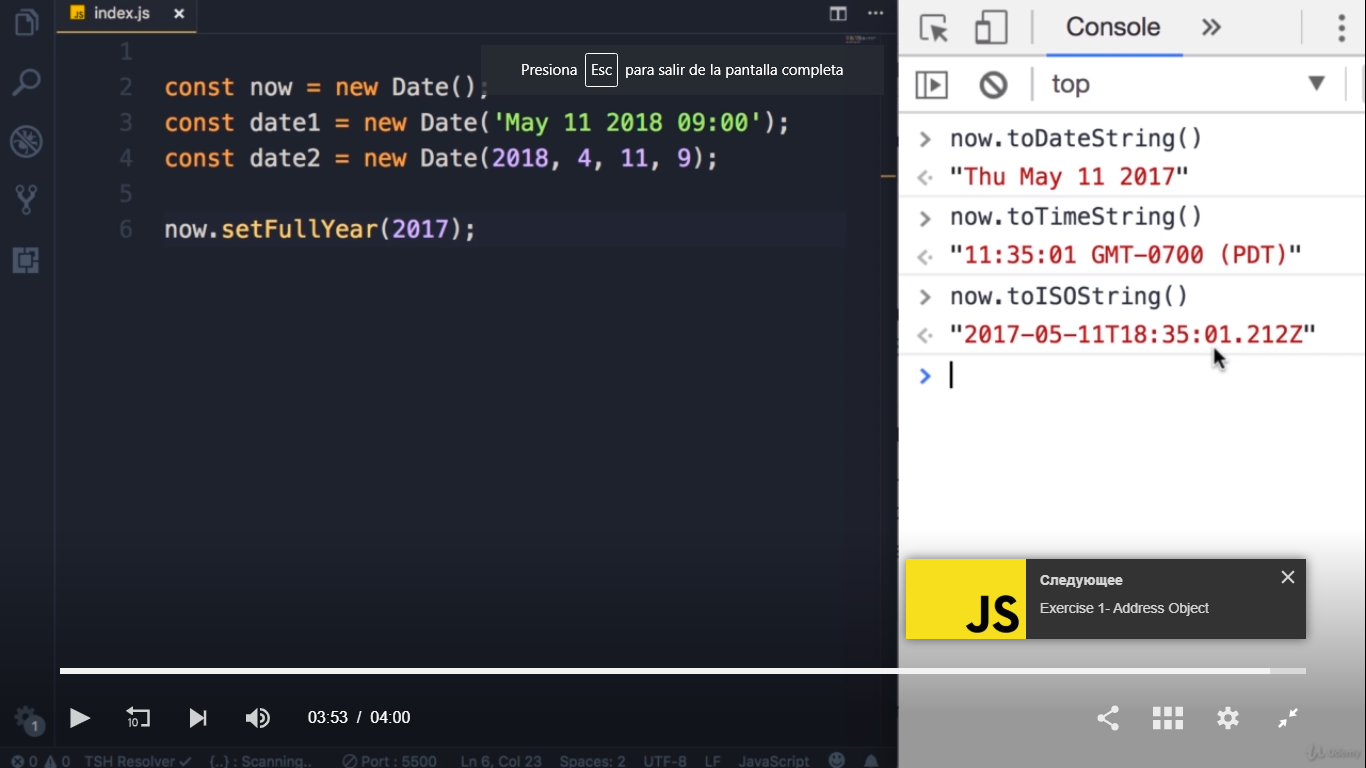 JS index.js ×
Presiona Esc para salir de la pantalla completa
1
2 const now = new Date();
3 const date1 = new Date('May 11 2018 09:00');
4 const date2 = new Date(2018, 4, 11, 9);
5
6 now.setFullYear(2017);
Console »
top ▼
> now.toDateString()
"Thu May 11 2017"
> now.toTimeString()
"11:35:01 GMT-0700 (PDT)"
> now.toISOString()
"2017-05-11T18:35:01.212Z"
>
JS
Следующее
Exercise 1- Address Object
10
03:53 / 04:00
1
0 0 TSH Resolver {..} : Scanning.. Port : 5500 Ln 6, Col 23 Spaces: 2 UTF-8 LF JavaScript
Udemy